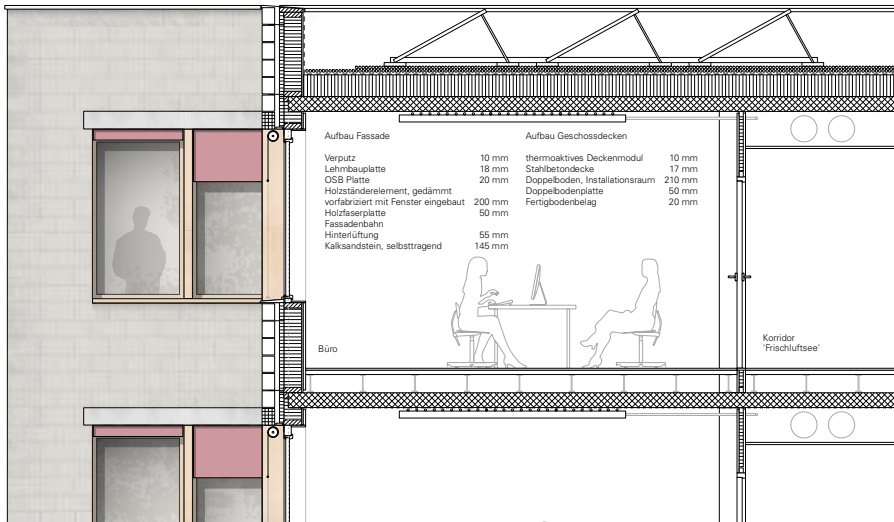 Aufbau Fassade
Verputz 10 mm
Lehmbauplatte 18 mm
OSB Platte 20 mm
Holzständerelement, gedämmt
vorfabriziert mit Fenster eingebaut 200 mm
Holzfaserplatte 50 mm
Fassadenbahn
Hinterlüftung 55 mm
Kalksandstein, selbsttragend 145 mm
Aufbau Geschossdecken
thermoaktives Deckenmodul 10 mm
Stahlbetondecke 17 mm
Doppelboden, Installationsraum 210 mm
Doppelbodenplatte 50 mm
Fertigbodenbelag 20 mm
Büro
Korridor
'Frischluftsee'